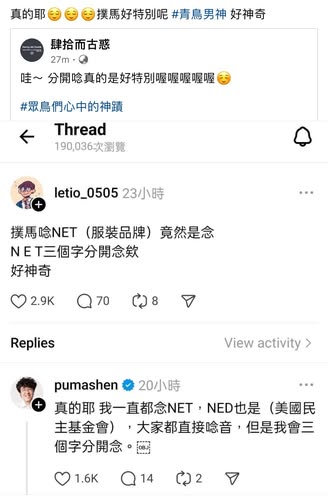 真的耶😌😌😌撲馬好特別呢 #青鳥男神 好神奇
肆拾而古惑
27m
哇～ 分開唸真的是好特別喔喔喔喔喔😌
#眾鳥們心中的神蹟
Thread
190,036次瀏覽
letio_0505 23小時
撲馬唸NET（服裝品牌）竟然是念
N E T三個字分開念欸
好神奇
2.9K 70 8
Replies
View activity
pumashen 20小時
真的耶 我一直都念NET，NED也是（美國民
主基金會），大家都直接唸音，但是我會三
個字分開念。OBJ
1.6K 14 2